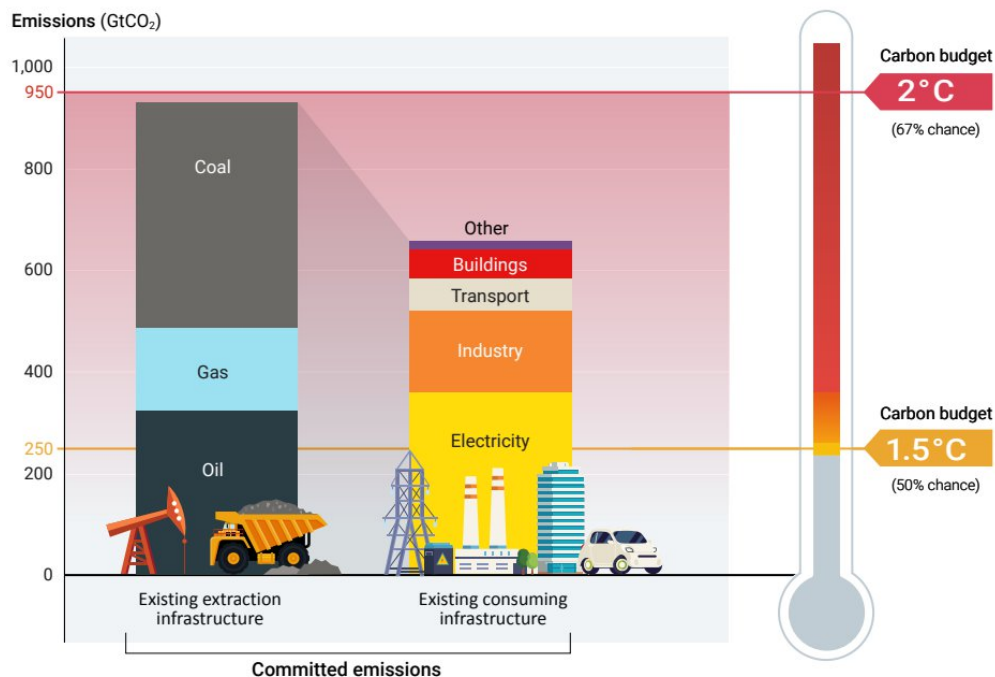 Emissions (GtCO₂)
1,000
950
800
600
400
250
200
0
Coal
Gas
Oil
Other
Buildings
Transport
Industry
Electricity
Existing extraction
infrastructure
Existing consuming
infrastructure
Committed emissions
Carbon budget
2°C
(67% chance)
Carbon budget
1.5°C
(50% chance)